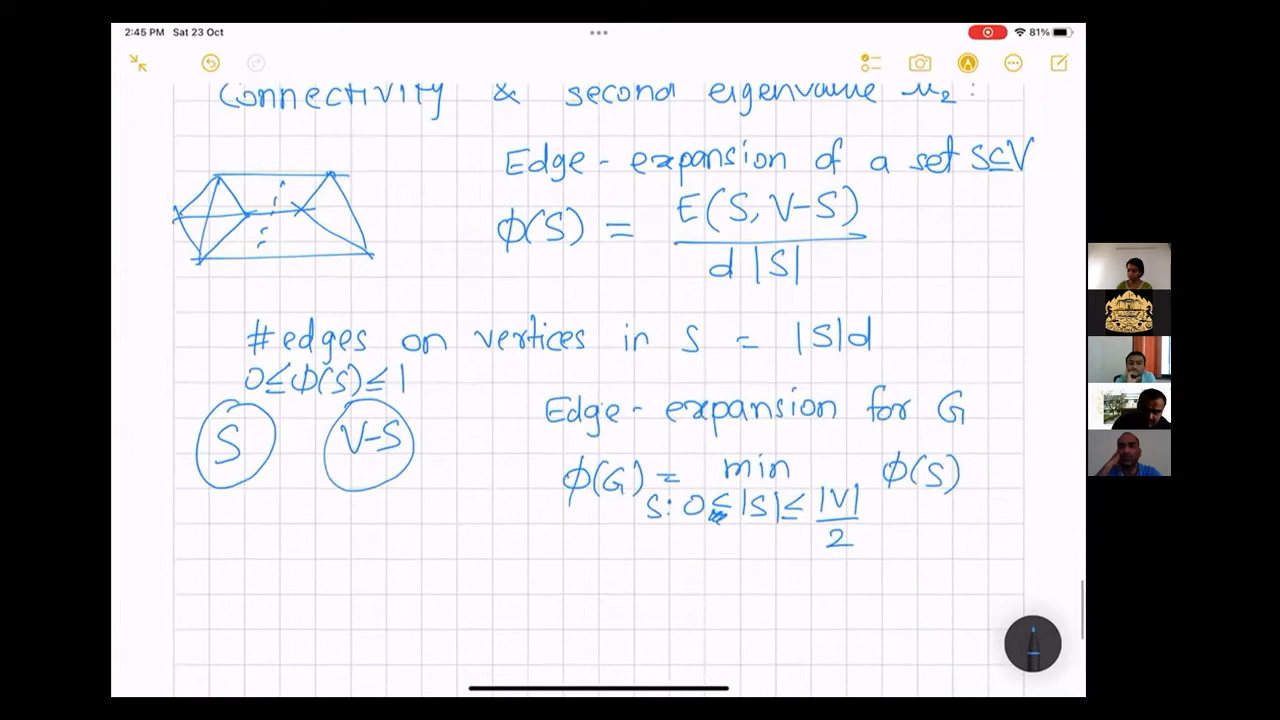 2:45 PM Sat 23 Oct
81%
Connectivity & second eigenvalue μ₂ :
Edge - expansion of a set S⊆V
ϕ(S) = E(S, V-S) / d |S|
#edges on vertices in S = |S|d
0≤ϕ(S)≤1
S
V-S
Edge - expansion for G
ϕ(G) = min ϕ(S)
S: 0≤|S|≤ |V| / 2